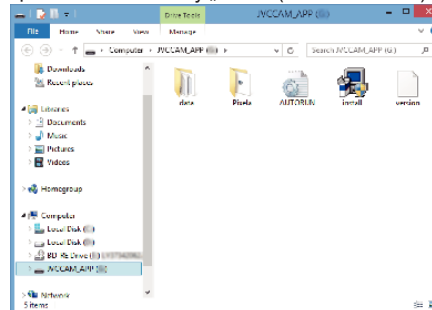 Drive Tools JVCCAM_APP
File Home Share View Manage
Computer JVCCAM_APP Search JVCCAM_APP (G:)
Downloads
Recent places
Libraries
Documents
Music
Pictures
Videos
Homegroup
Computer
Local Disk
Local Disk
BD-RE Drive
JVCCAM_APP
Network
data Pixela AUTORUN install version
5 items